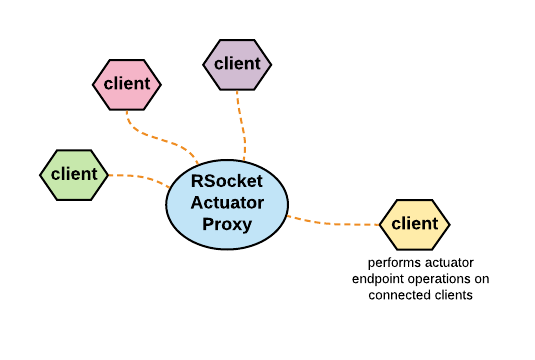 client
client
client
RSocket
Actuator
Proxy
client
performs actuator
endpoint operations on
connected clients